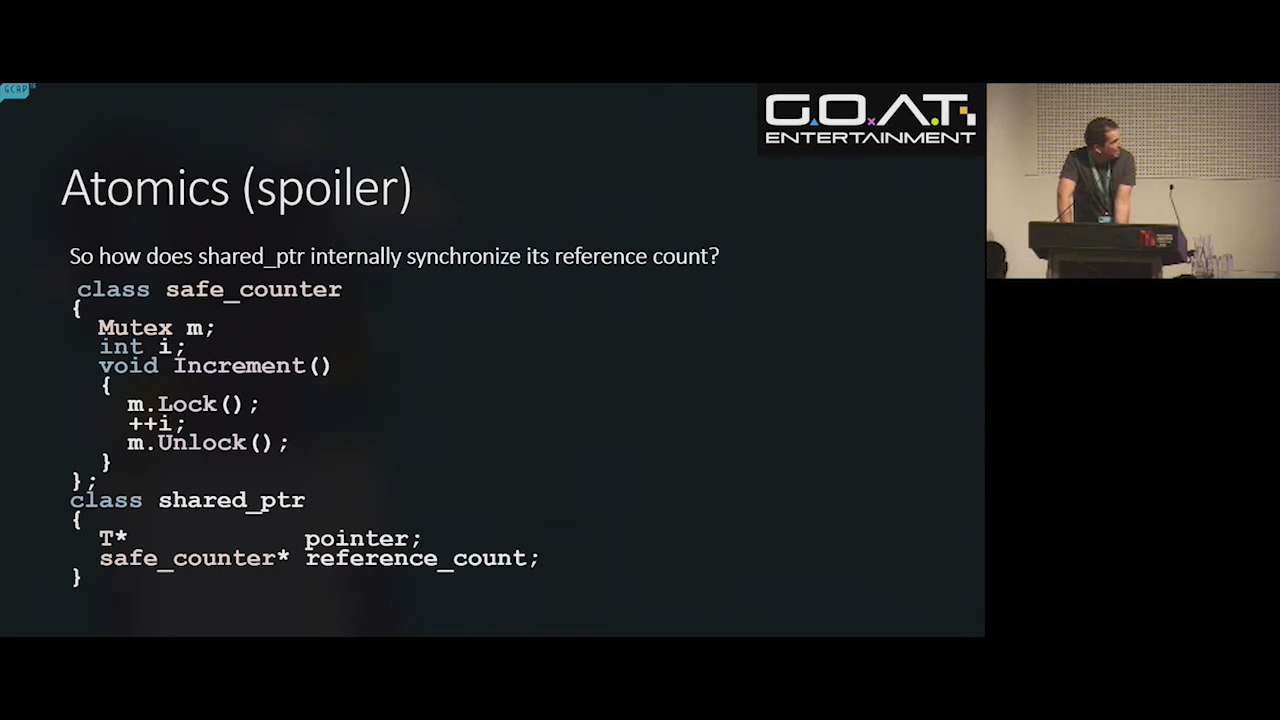 GCAP
G.O.A.T.
ENTERTAINMENT
Atomics (spoiler)
So how does shared_ptr internally synchronize its reference count?
class safe_counter
{
Mutex m;
int i;
void Increment()
{
m.Lock();
++i;
m.Unlock();
}
};
class shared_ptr
{
T* pointer;
safe_counter* reference_count;
}